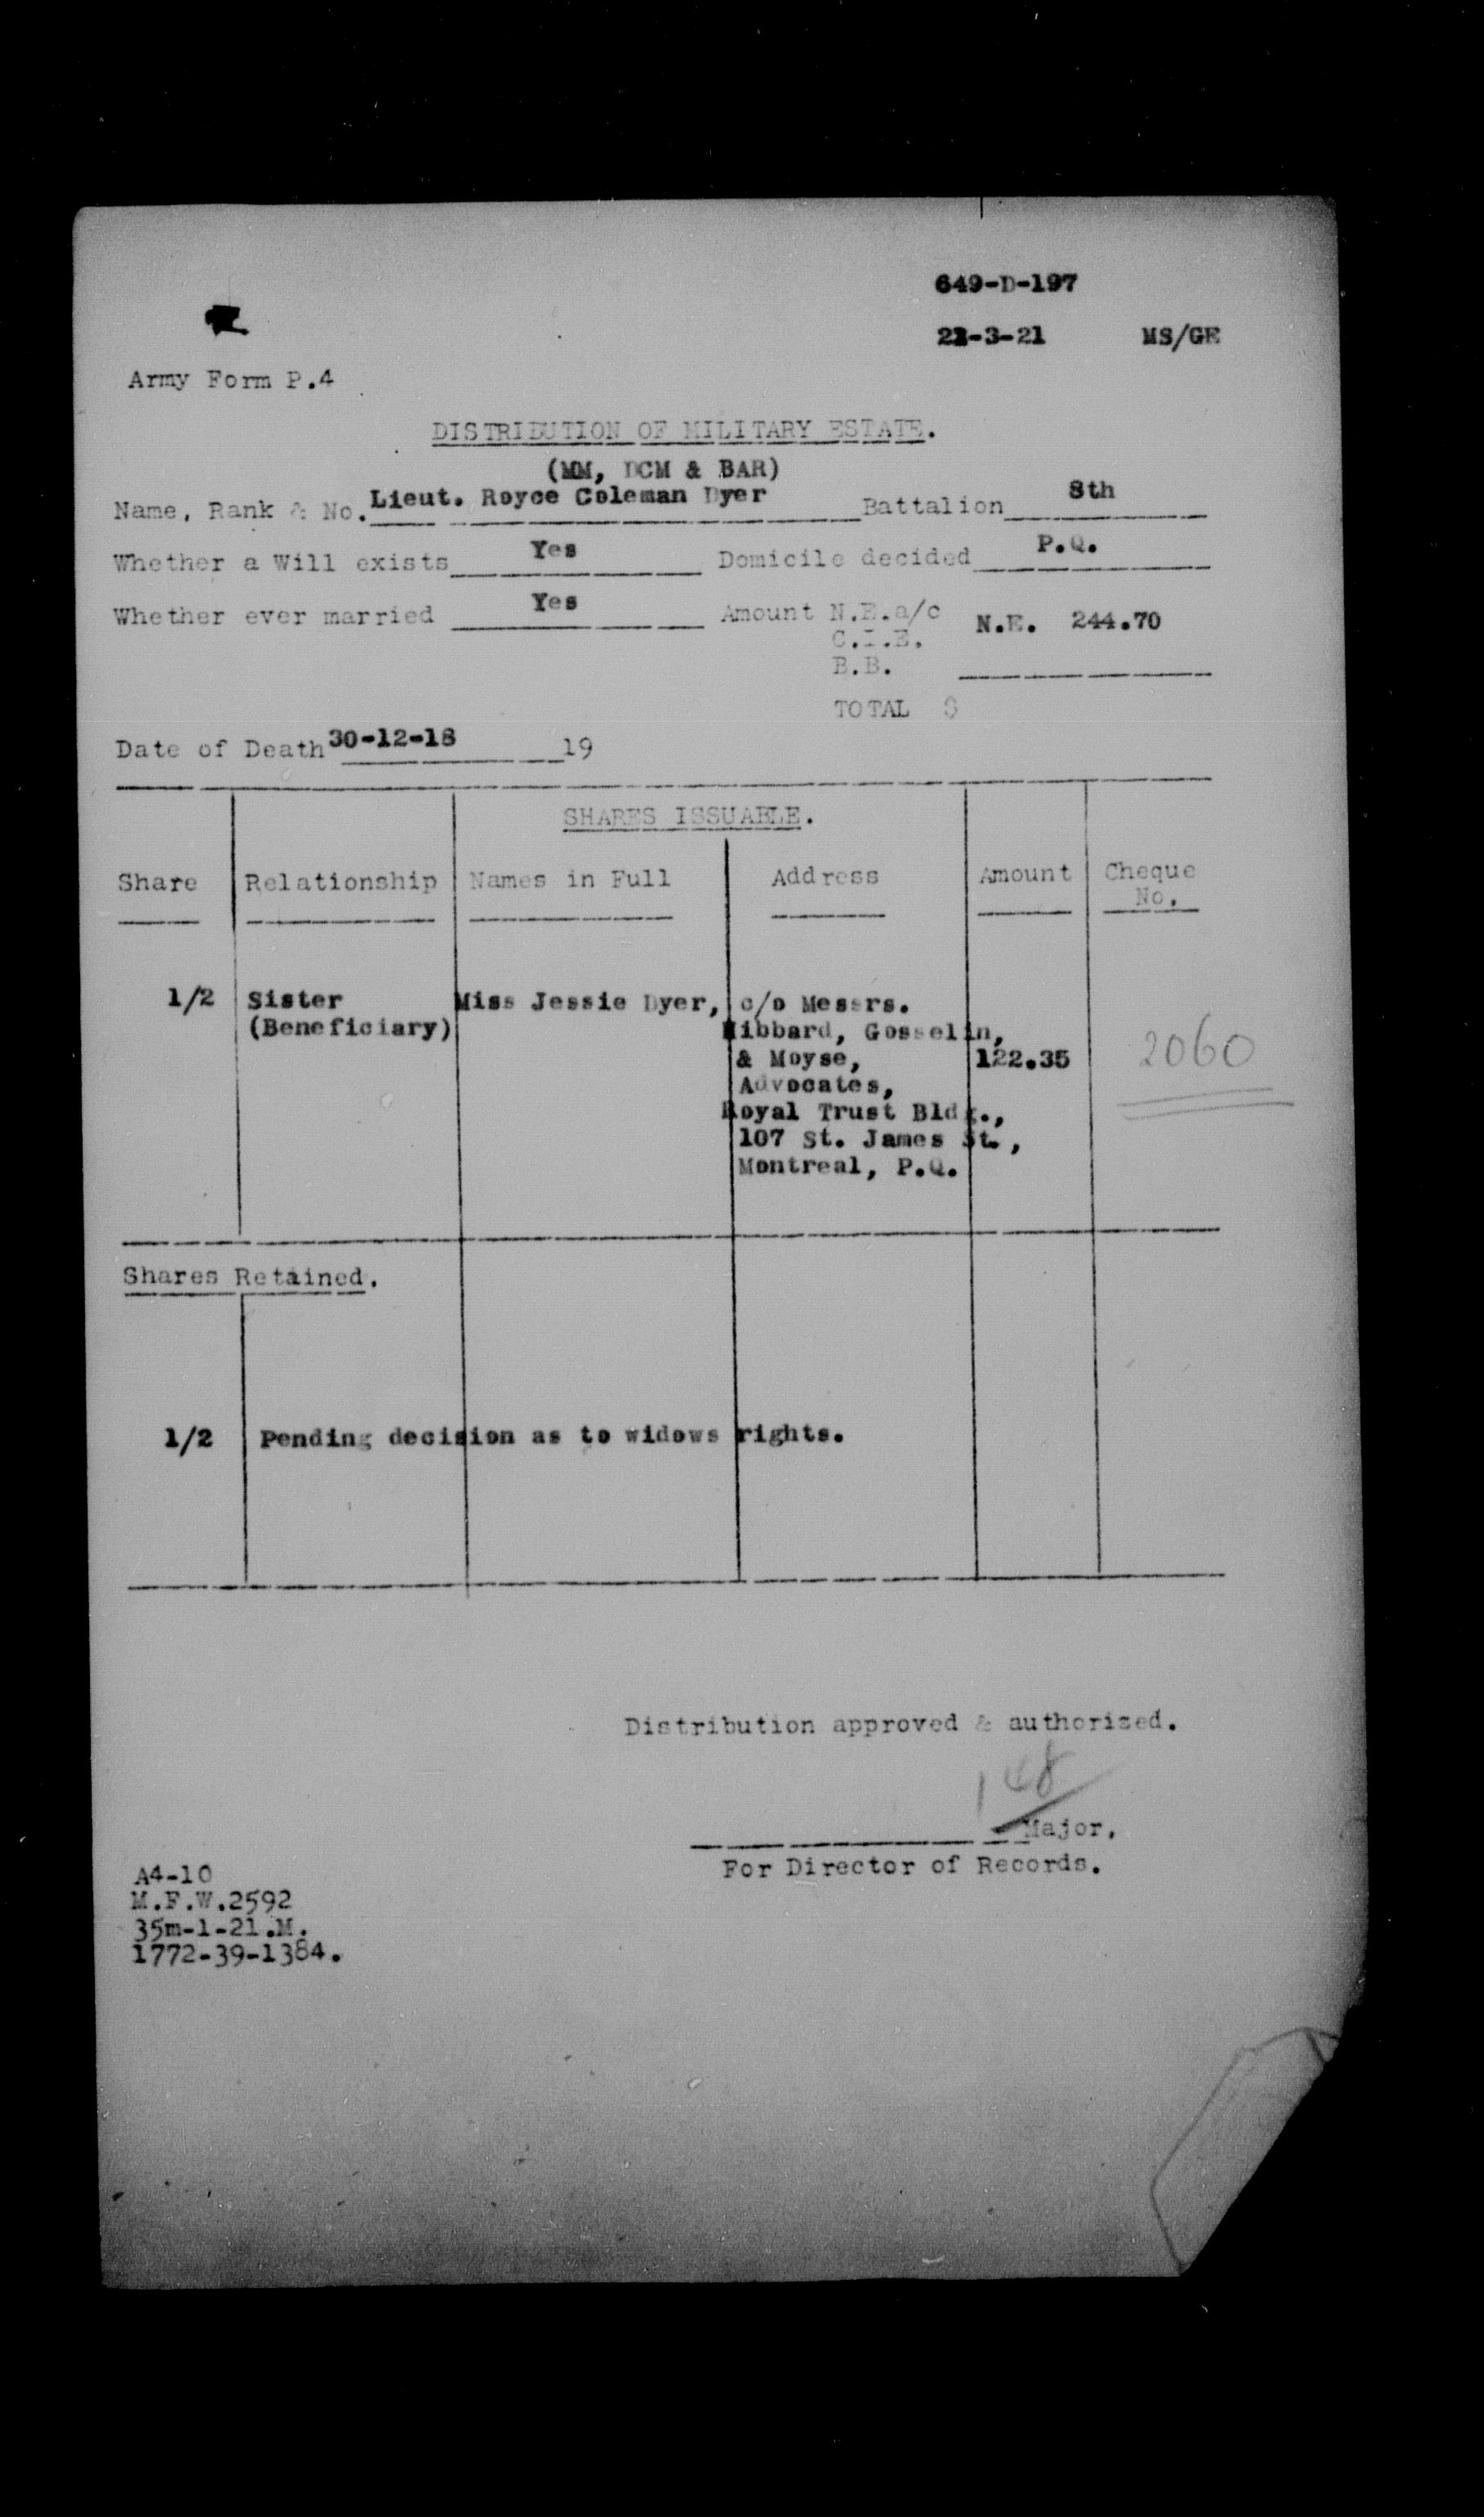 649-D-197
22-3-21 MS/GE
Army Form P.4
DISTRIBUTION OF MILITARY ESTATE.
(MM, DCM & BAR)
Name, Rank & No. Lieut. Royce Coleman Dyer Battalion 8th
Whether a Will exists Yes Domicile decided P.Q.
Whether ever married Yes Amount N.E.a/c N.E. 244.70
C.I.E.
B.B.
TOTAL $
Date of Death 30-12-18 19
SHARES ISSUABLE.
Share Relationship Names in Full Address Amount Cheque
No.
1/2 Sister Miss Jessie Dyer, c/o Messrs.
(Beneficiary) Hibbard, Gosselin,
& Moyse, 122.35 2060
Advocates,
Royal Trust Bldg.,
107 St. James St.,
Montreal, P.Q.
Shares Retained.
1/2 Pending decision as to widows rights.
Distribution approved & authorized.
148
Major,
For Director of Records.
A4-10
M.F.W.2592
35m-1-21.M.
1772-39-1384.